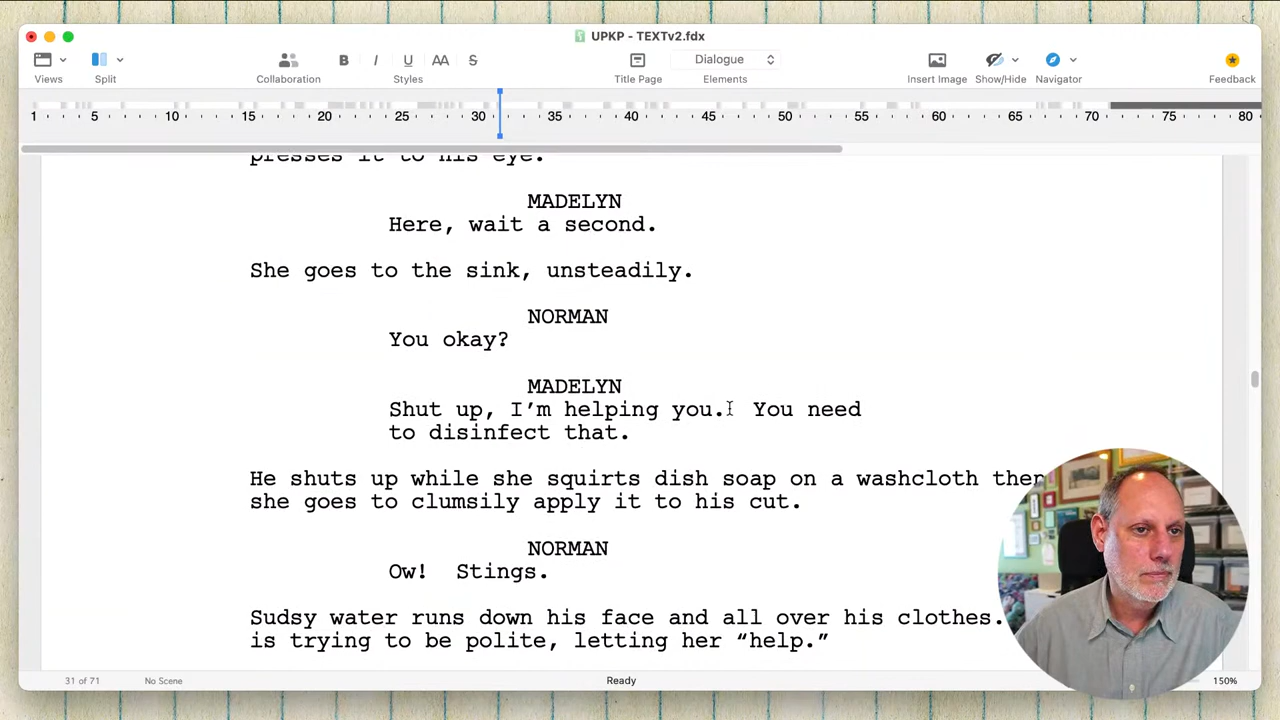 UPKP - TEXTv2.fdx
Views Split Collaboration B I U AA S Styles Title Page Dialogue Elements Insert Image Show/Hide Navigator Feedback
1 5 10 15 20 25 30 35 40 45 50 55 60 65 70 75 80
presses it to his eye.
MADELYN
Here, wait a second.
She goes to the sink, unsteadily.
NORMAN
You okay?
MADELYN
Shut up, I’m helping you. You need
to disinfect that.
He shuts up while she squirts dish soap on a washcloth then
she goes to clumsily apply it to his cut.
NORMAN
Ow! Stings.
Sudsy water runs down his face and all over his clothes.
is trying to be polite, letting her “help.”
31 of 71 No Scene Ready 150%